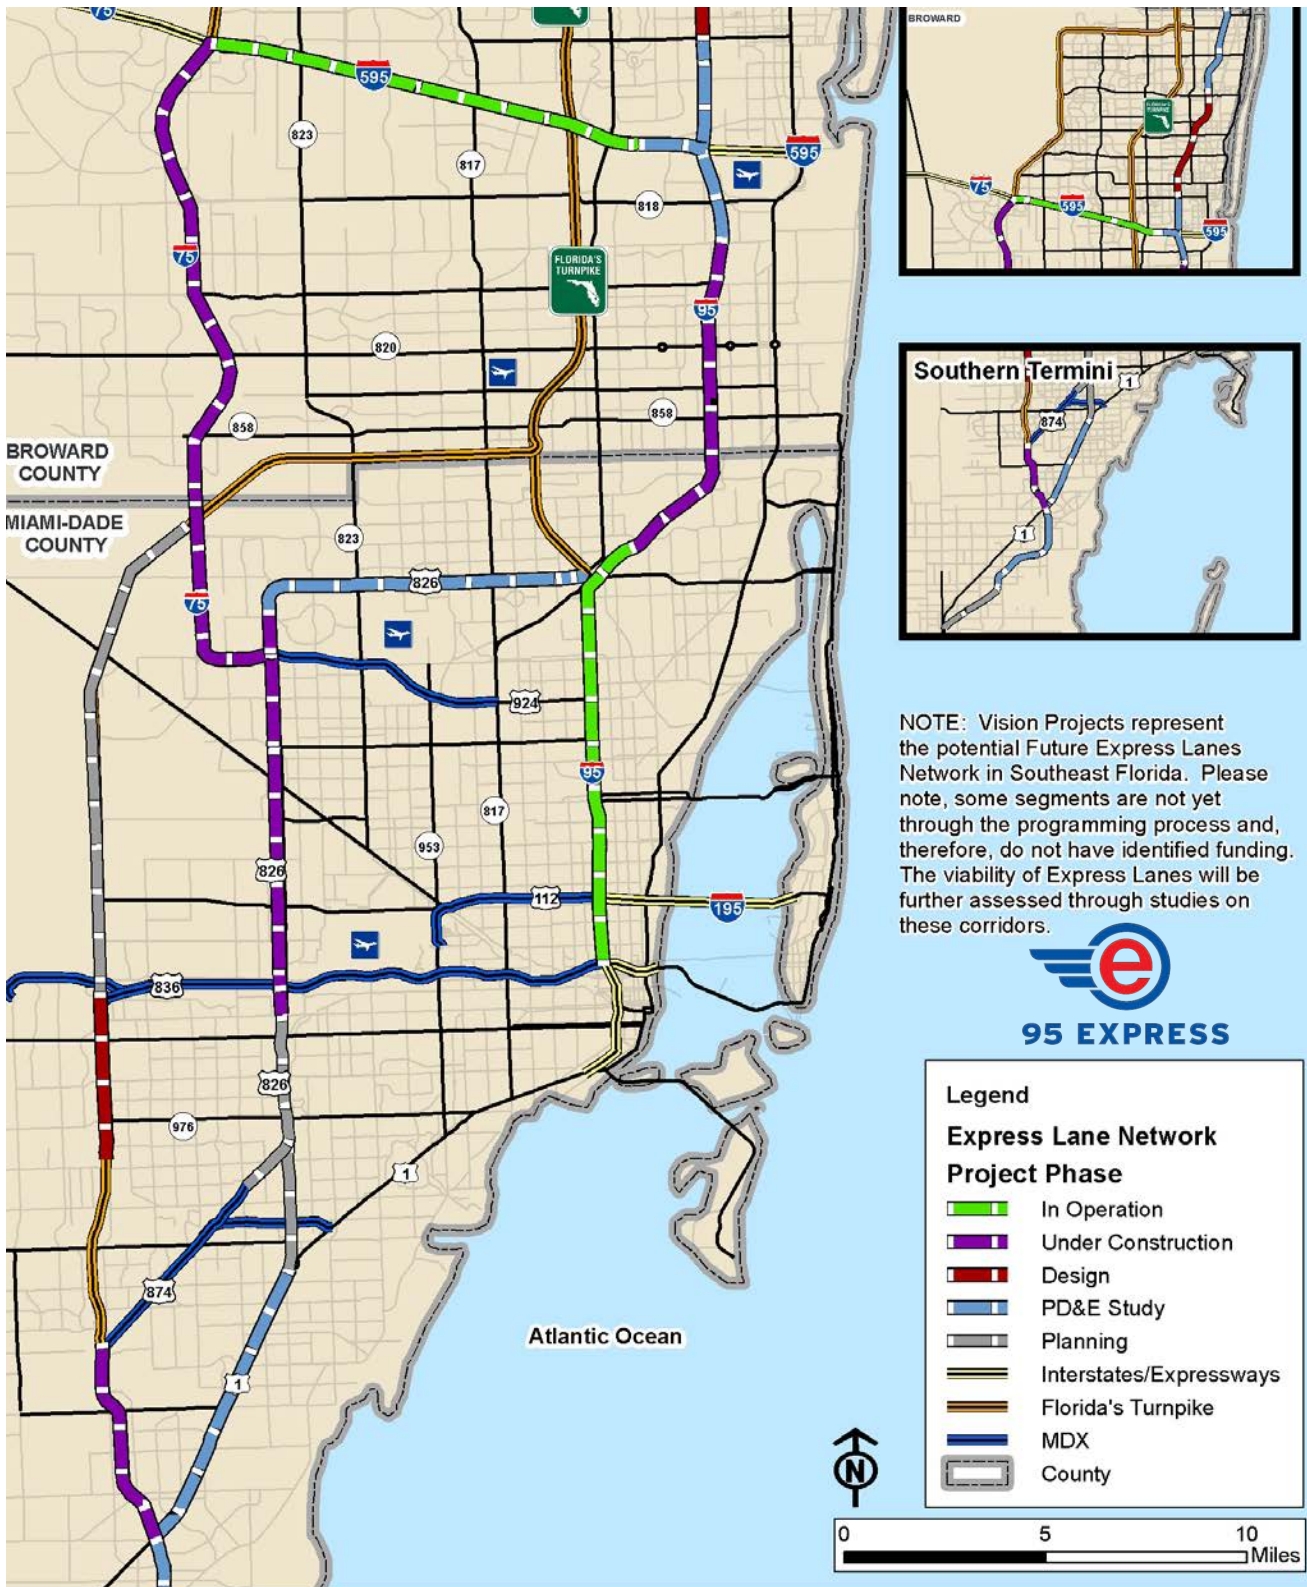 75
595
823
817
595
818
75
FLORIDA'S
TURNPIKE
95
820
858
858
BROWARD
COUNTY
MIAMI-DADE
COUNTY
823
826
75
924
95
817
953
826
112
195
836
826
976
1
874
1
Atlantic Ocean
BROWARD
FLORIDA'S
TURNPIKE
75
595
595
Southern Termini
1
874
1
NOTE: Vision Projects represent
the potential Future Express Lanes
Network in Southeast Florida. Please
note, some segments are not yet
through the programming process and,
therefore, do not have identified funding.
The viability of Express Lanes will be
further assessed through studies on
these corridors.
e
95 EXPRESS
Legend
Express Lane Network
Project Phase
In Operation
Under Construction
Design
PD&E Study
Planning
Interstates/Expressways
Florida's Turnpike
MDX
County
N
0 5 10
Miles